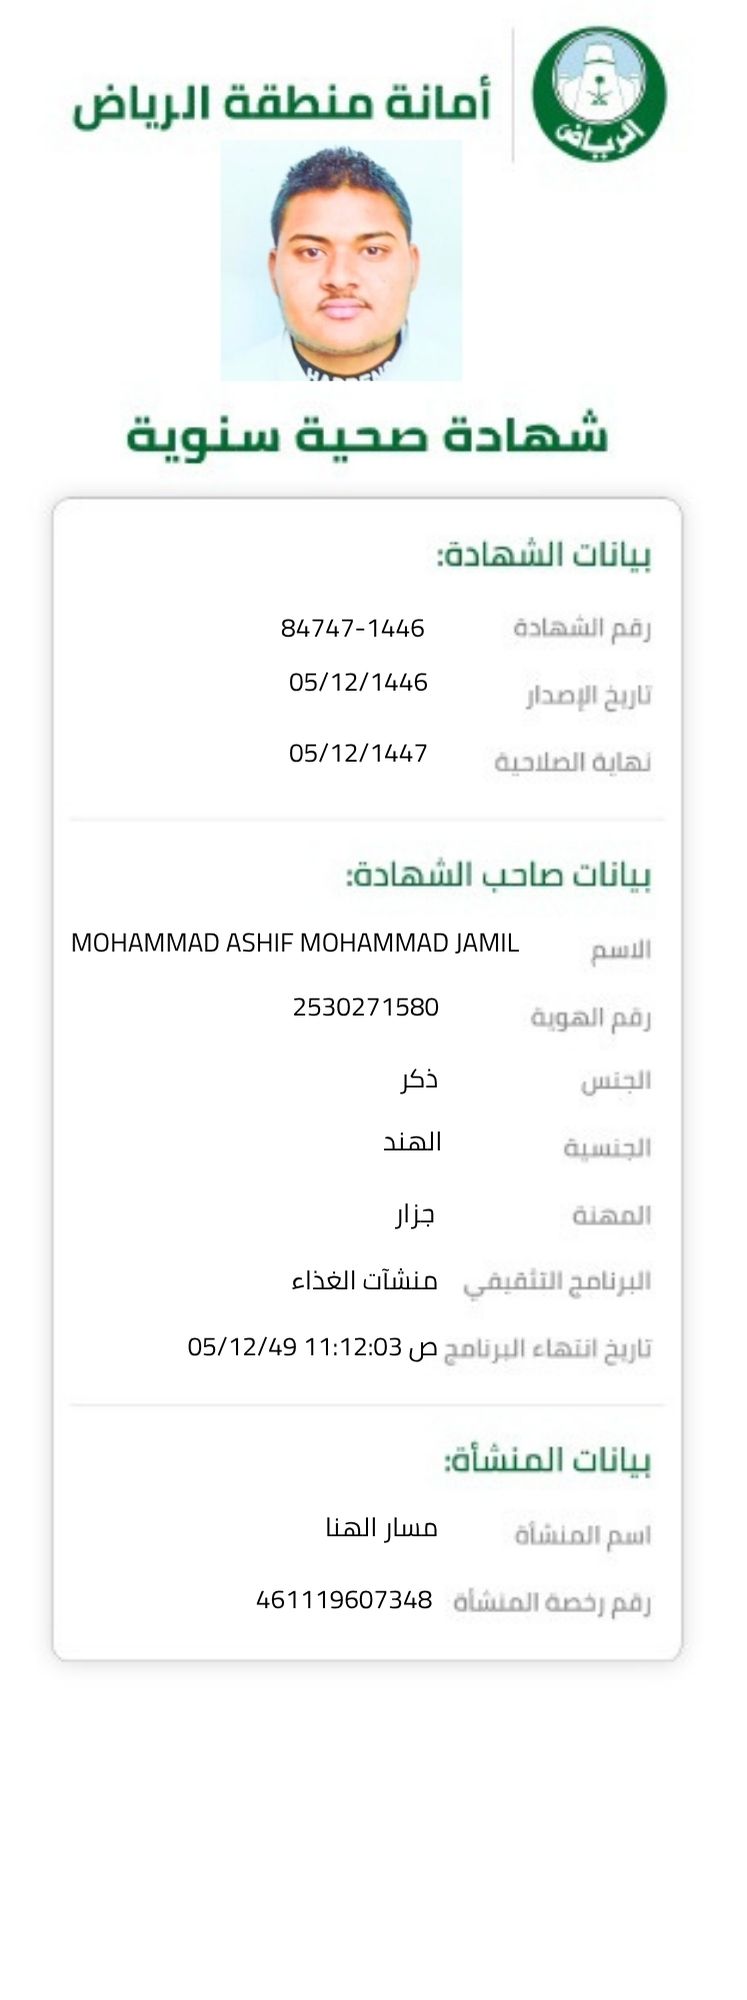 أمانة منطقة الرياض
الرياض
HAPPENS
شهادة صحية سنوية
بيانات الشهادة:
رقم الشهادة 84747-1446
تاريخ الإصدار 05/12/1446
نهاية الصلاحية 05/12/1447
بيانات صاحب الشهادة:
الاسم MOHAMMAD ASHIF MOHAMMAD JAMIL
رقم الهوية 2530271580
الجنس ذكر
الجنسية الهند
المهنة جزار
البرنامج التثقيفي منشآت الغذاء
تاريخ انتهاء البرنامج ص 11:12:03 05/12/49
بيانات المنشأة:
اسم المنشأة مسار الهنا
رقم رخصة المنشأة 461119607348